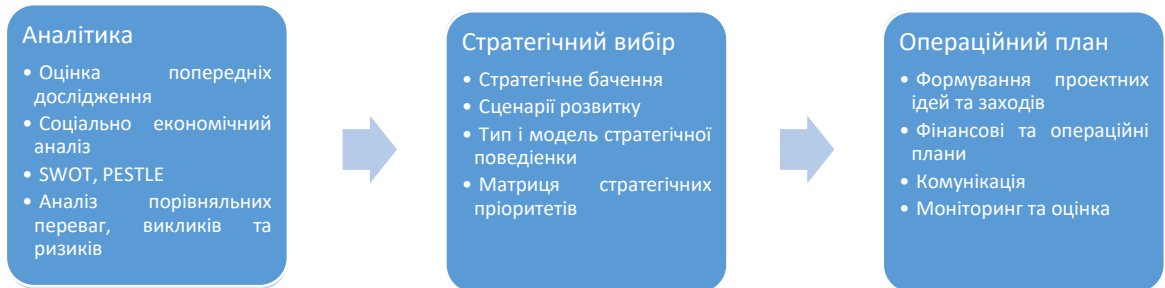 Аналітика
• Оцінка попередніх
дослідження
• Соціально економічний
аналіз
• SWOT, PESTLE
• Аналіз порівняльних
переваг, викликів та
ризиків
Стратегічний вибір
• Стратегічне бачення
• Сценарії розвитку
• Тип і модель стратегічної
поведіенки
• Матриця стратегічних
пріоритетів
Операційний план
• Формування проектних
ідей та заходів
• Фінансові та операційні
плани
• Комунікація
• Моніторинг та оцінка